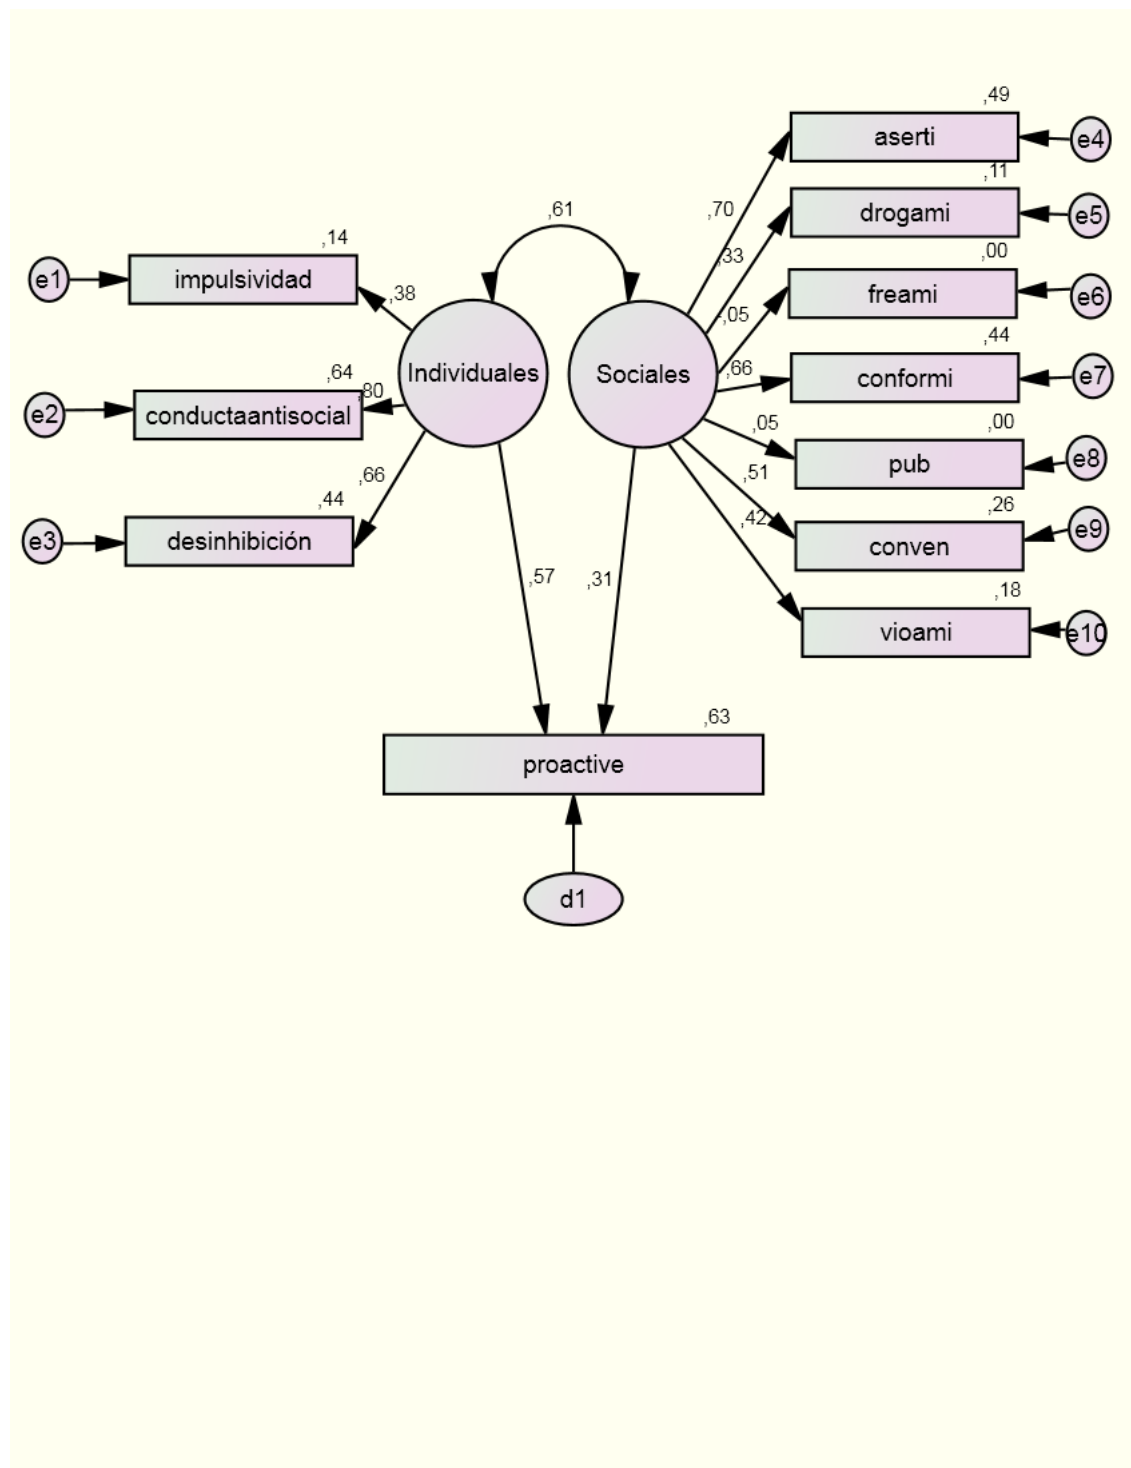 ,49
aserti
e4
,11
,70
drogami
e5
,61
,33
,14
,00
e1
impulsividad
,38
freami
e6
-,05
,44
,64
Individuales
Sociales
,66
conformi
e7
,80
e2
conductaantisocial
,05
,00
pub
e8
,66
,51
,44
,26
e3
desinhibición
,42
conven
e9
,57
,31
,18
vioami
e10
,63
proactive
d1